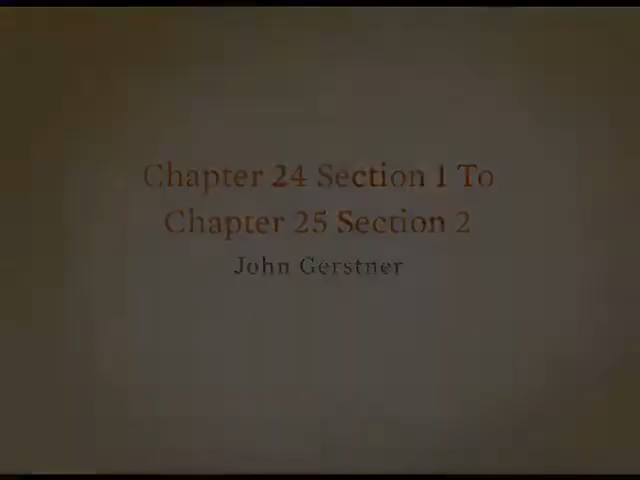 Chapter 24 Section 1 To
Chapter 25 Section 2
John Gerstner